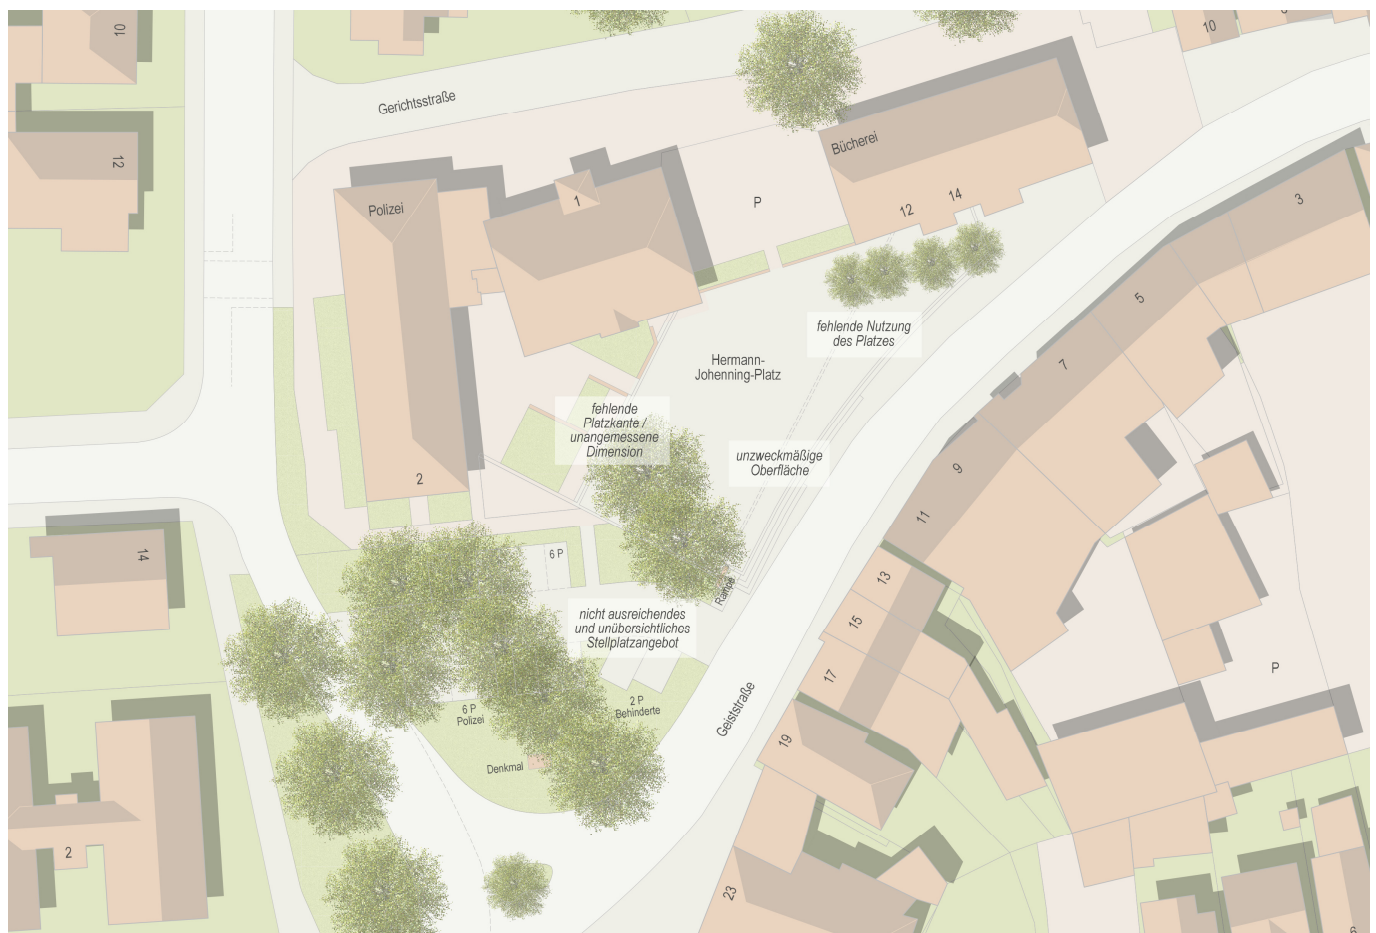 10
10
Gerichtsstraße
12
Bücherei
Polizei
1
P
12
14
3
5
fehlende Nutzung
des Platzes
Hermann-
Johenning-Platz
7
fehlende
Platzkante /
unangemessene
Dimension
unzweckmäßige
Oberfläche
9
2
11
14
6 P
13
Rampe
nicht ausreichendes
und unüborsichtliches
Stellplatzangebot
15
17
P
2 P
Behinderte
6 P
Polizei
Geiststraße
19
Denkmal
2
23
6